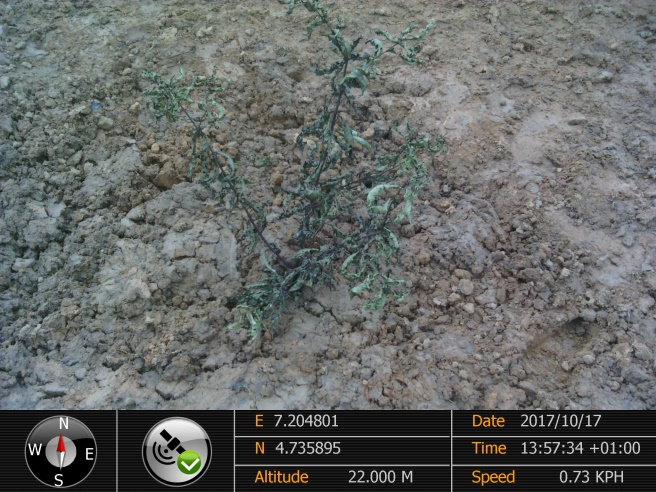 N
W E
S
E 7.204801
N 4.735895
Altitude 22.000 M
Date 2017/10/17
Time 13:57:34 +01:00
Speed 0.73 KPH